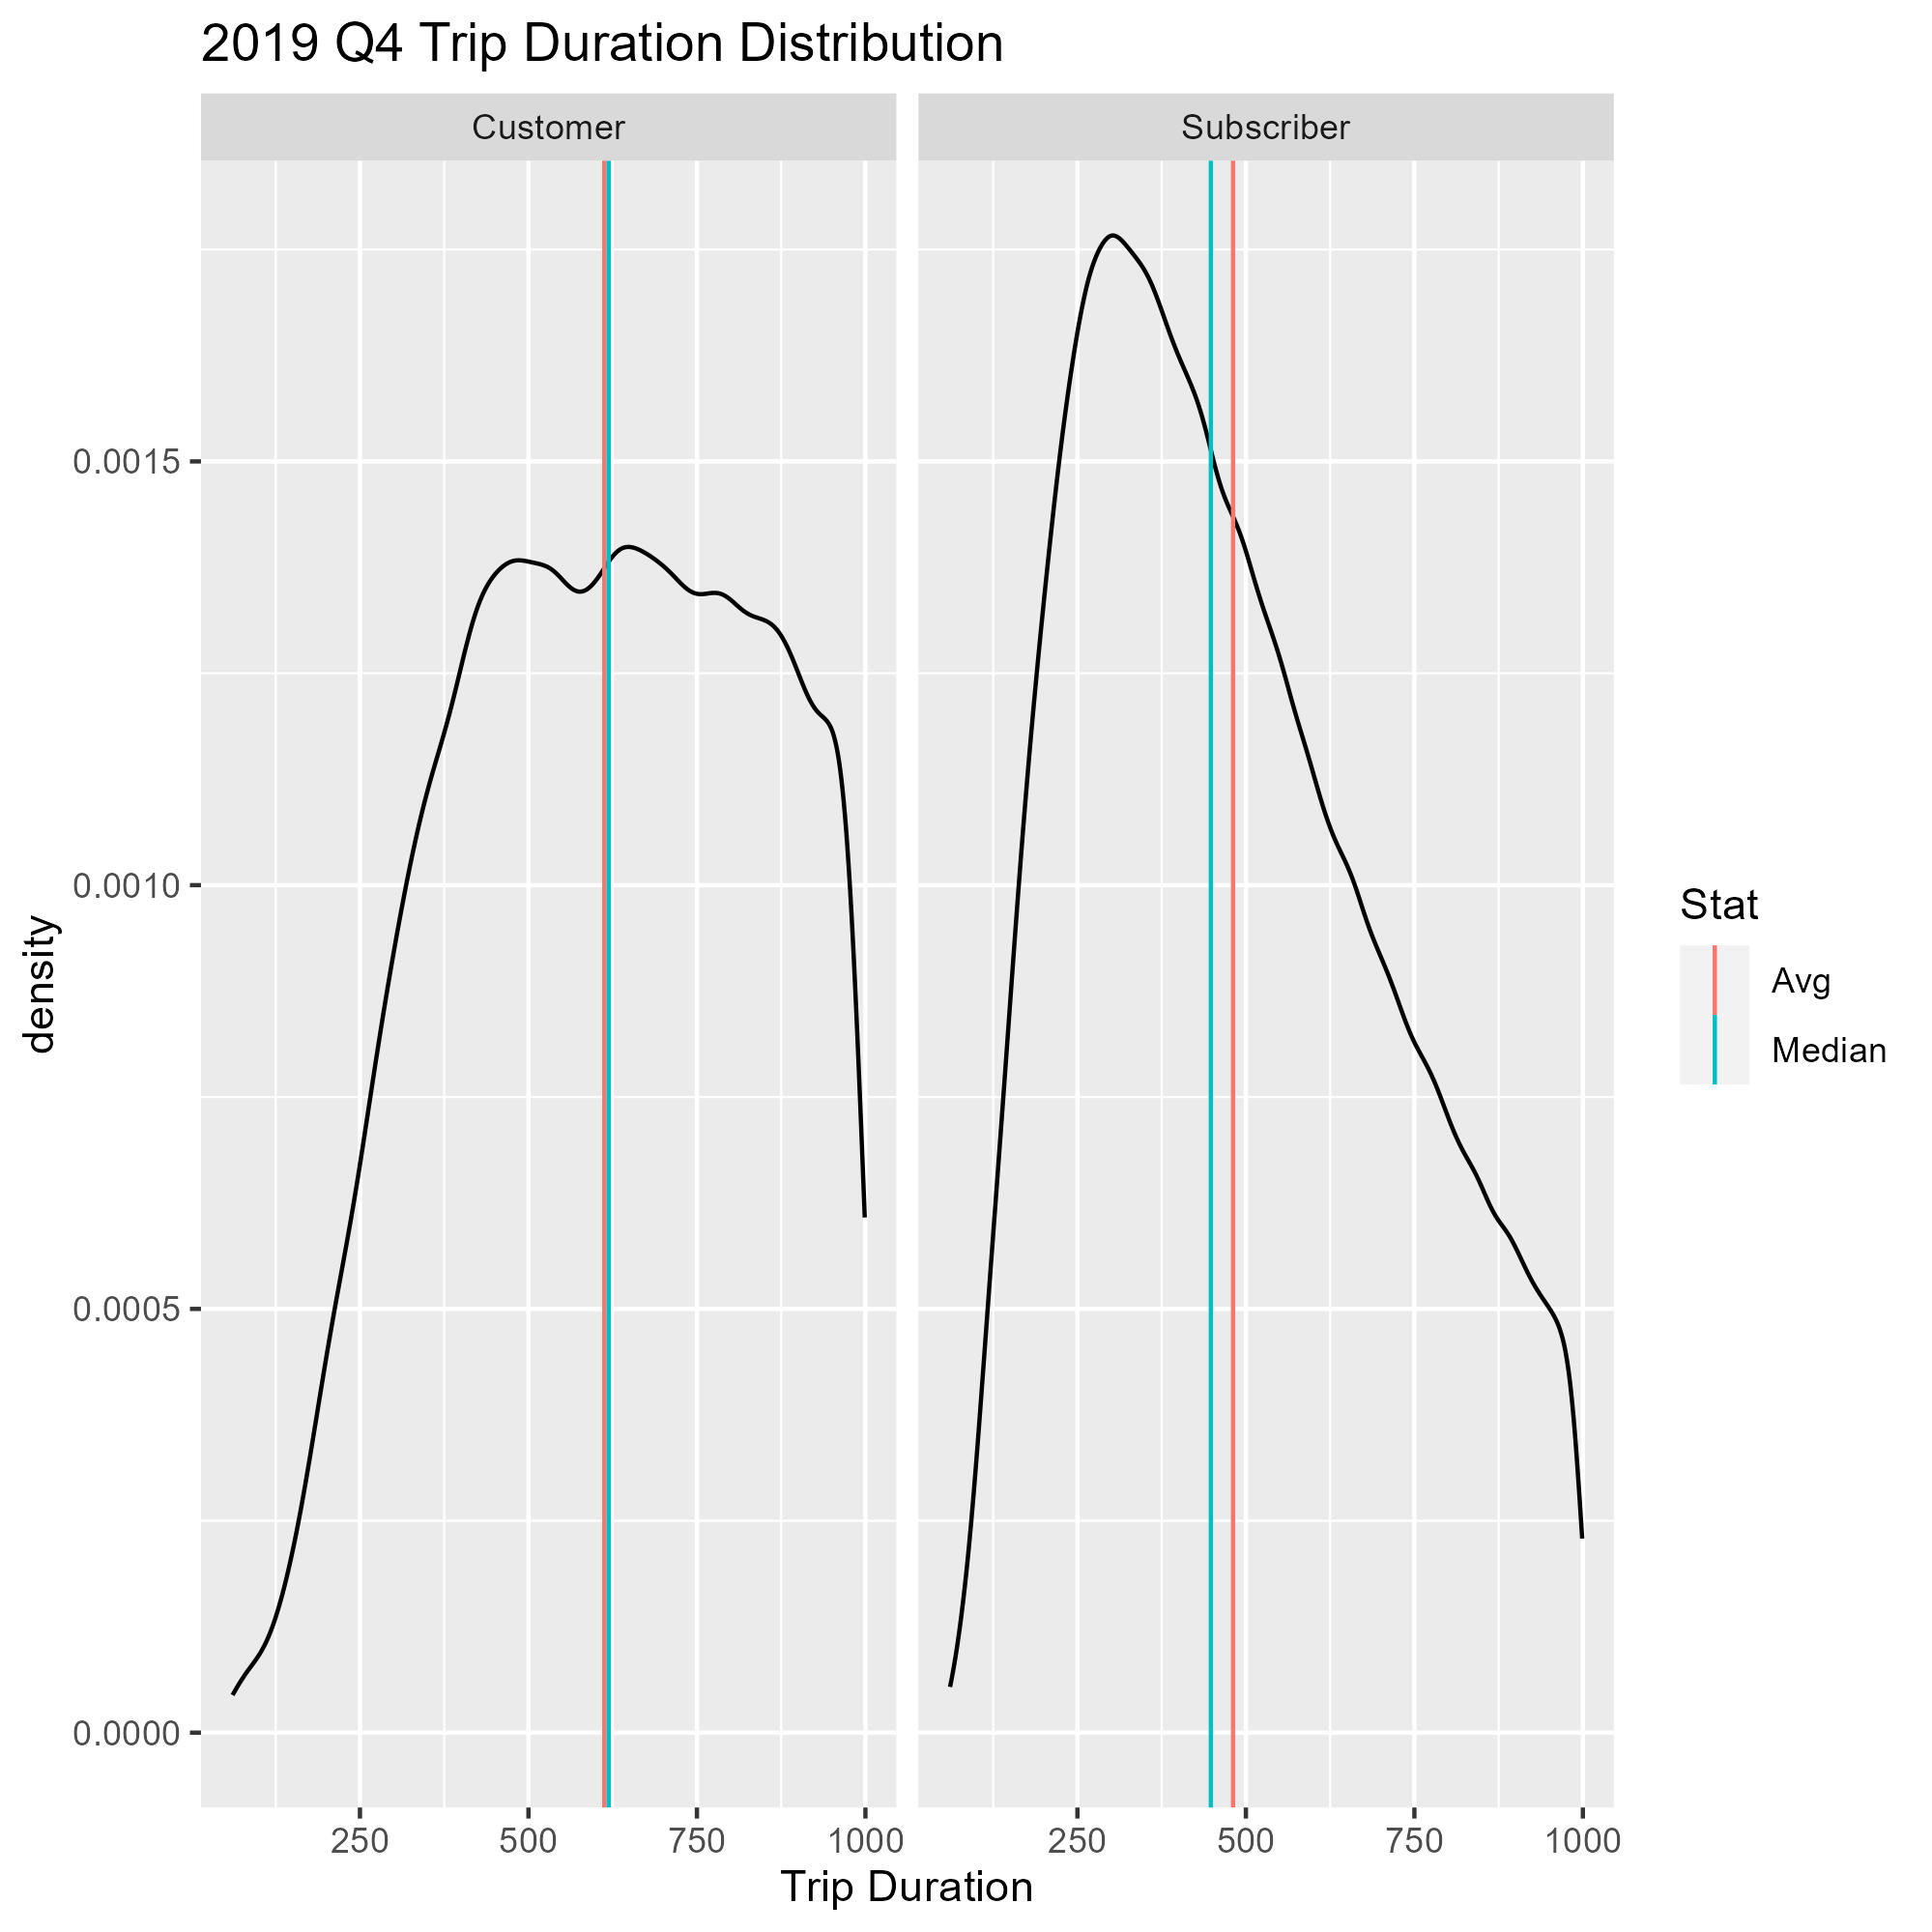 2019 Q4 Trip Duration Distribution
Customer
Subscriber
0.0015
0.0010
0.0005
0.0000
density
250 500 750 1000
250 500 750 1000
Trip Duration
Stat
Avg
Median